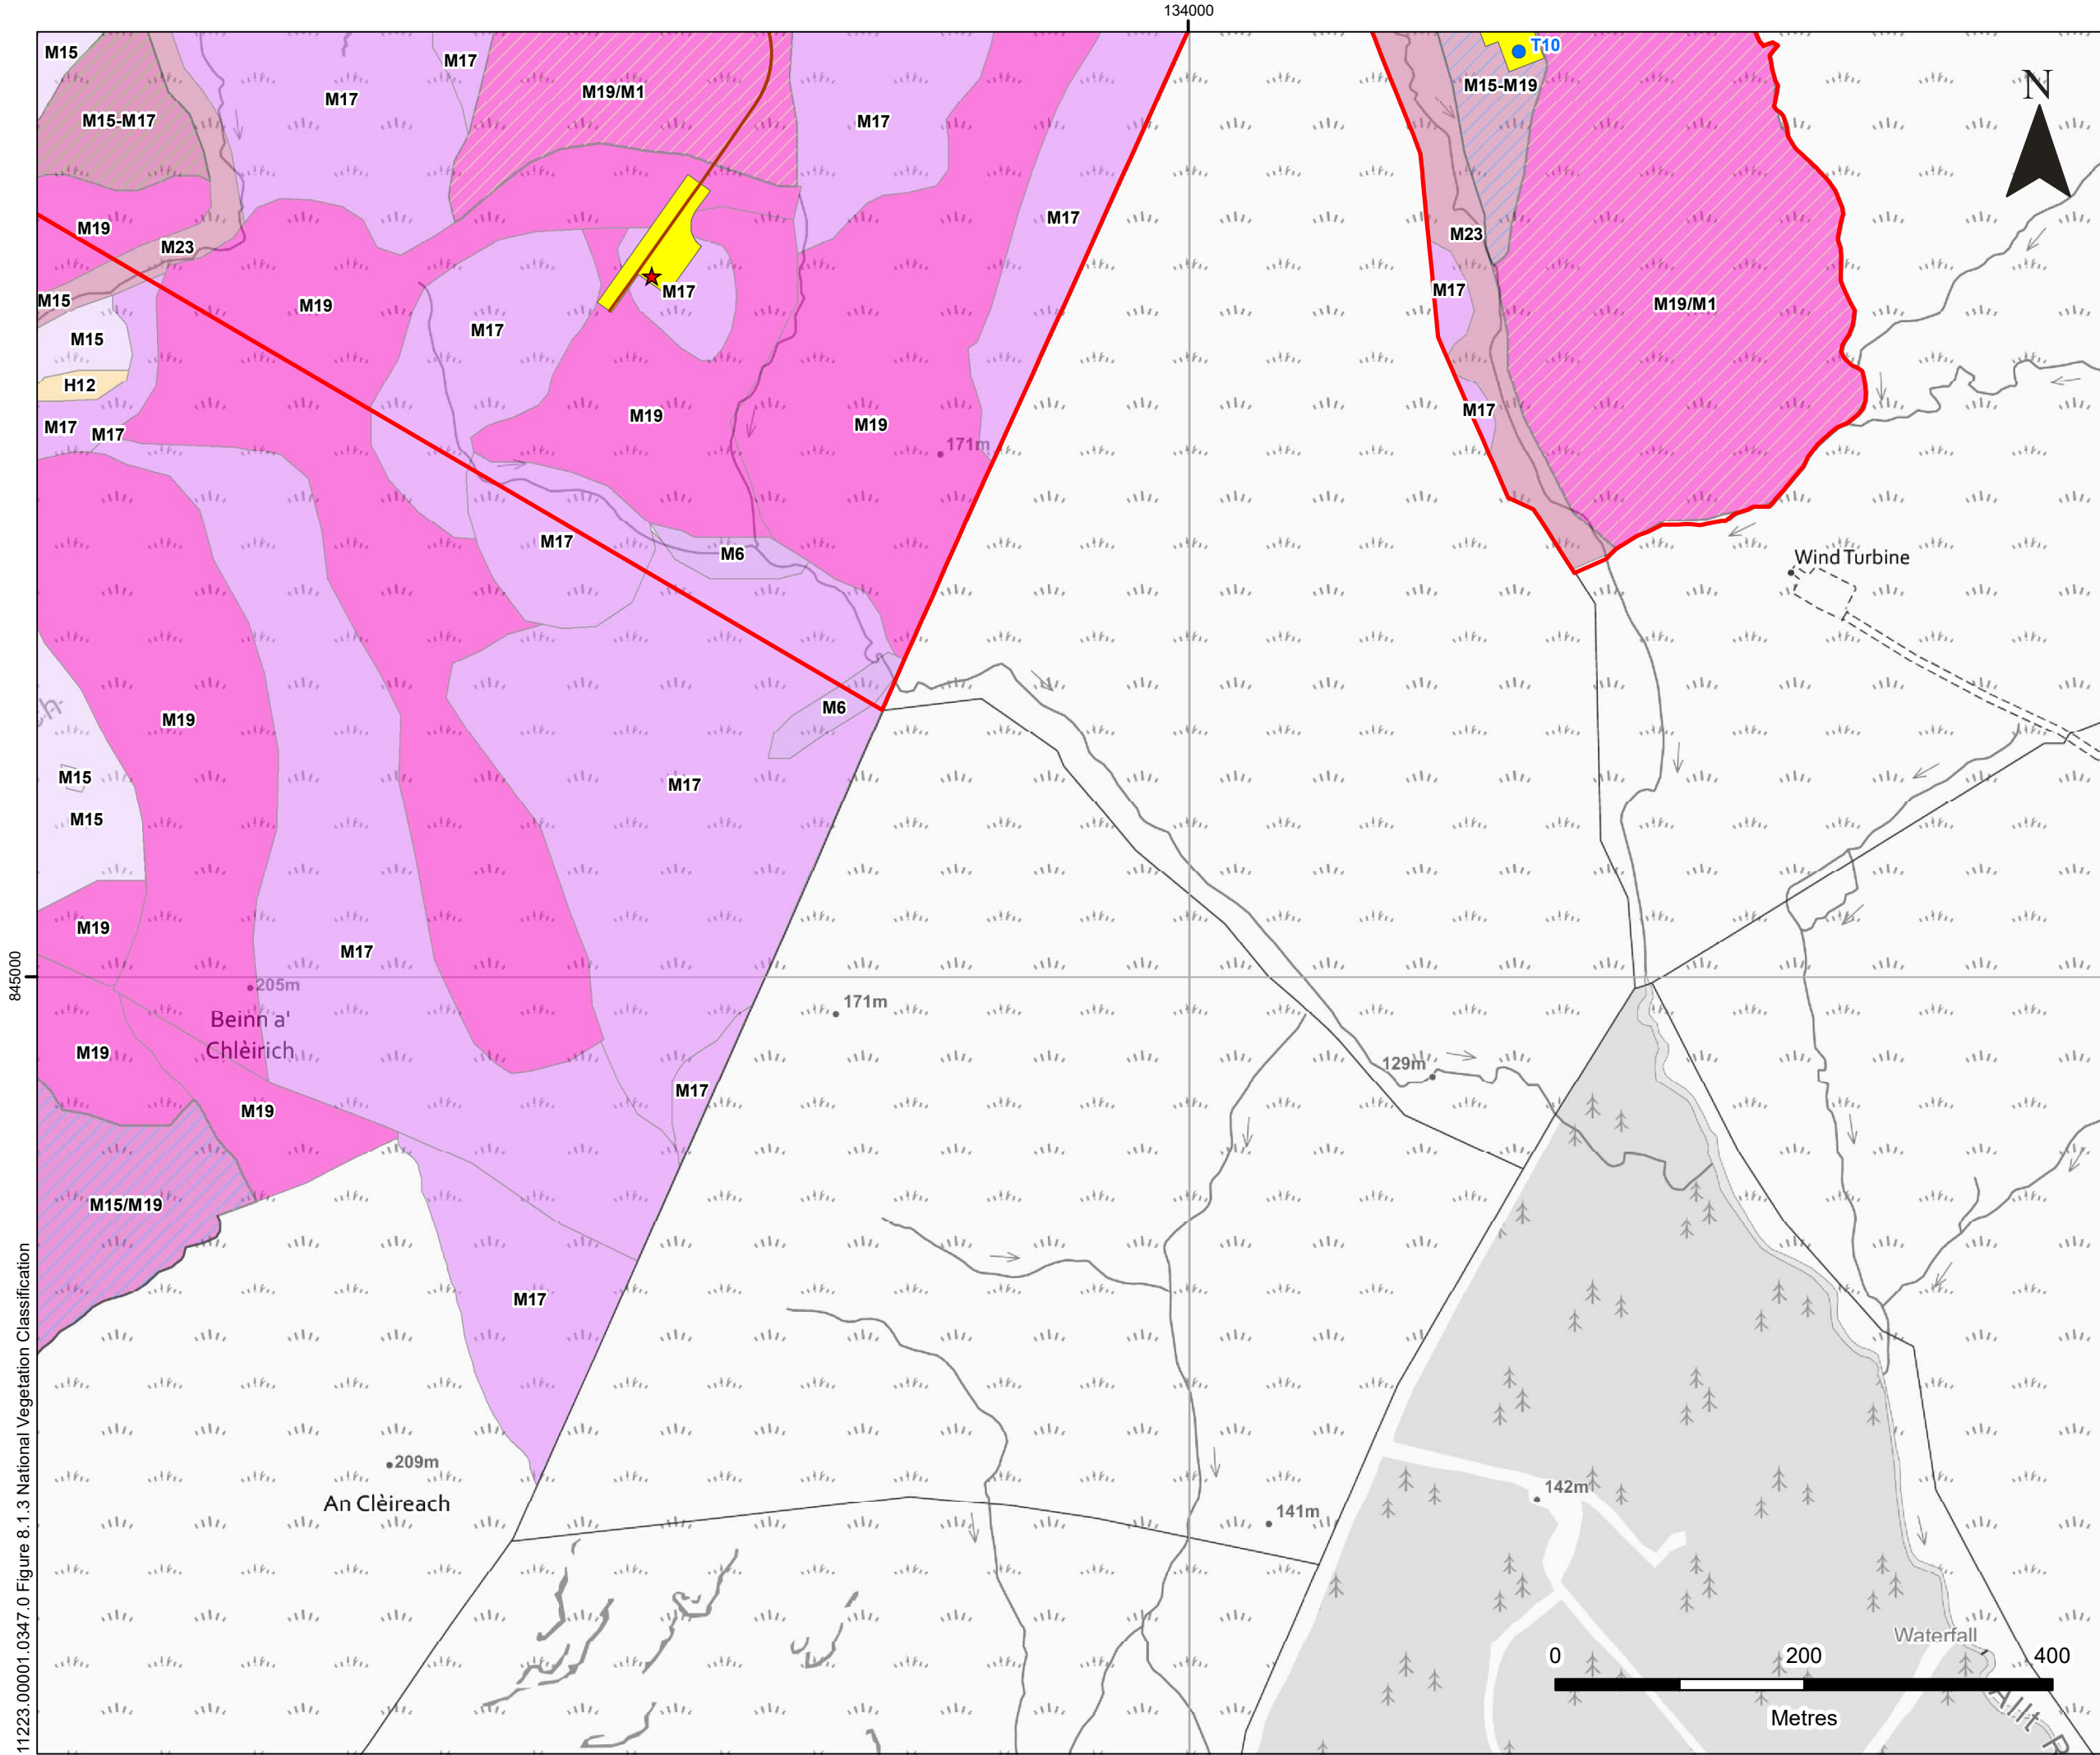 134000
M15
M17
M19/M1
T10
M15-M19
M17
M15-M17
M17
N
M19
M23
M17
M23
M15
M19
M17
M17
M17
M19/M1
M15
H12
M17
M17
M19
M19
171m
M17
M17
M6
Wind Turbine
M19
M6
M15
M17
M15
M19
M17
845000
205m
171m
Beinn a'
Chlèirich
M19
129m
M17
M19
M15/M19
M17
209m
An Clèireach
142m
141m
Waterfall
0 200 400
Metres
Allt
11223.00001.0347.0 Figure 8.1.3 National Vegetation Classification